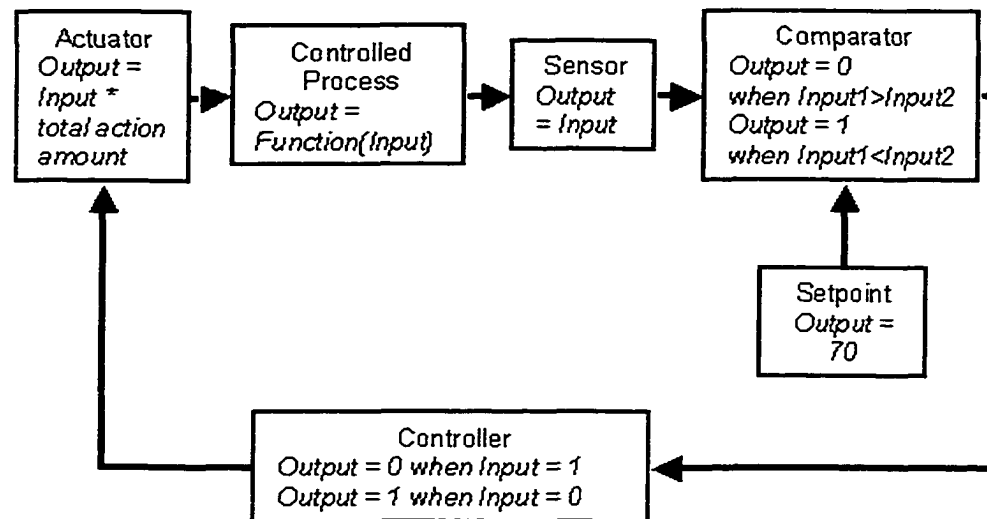 Actuator
Output =
Input *
total action
amount
Controlled
Process
Output =
Function(Input)
Sensor
Output
= Input
Comparator
Output = 0
when Input1>Input2
Output = 1
when Input1<Input2
Setpoint
Output =
70
Controller
Output = 0 when Input = 1
Output = 1 when Input = 0